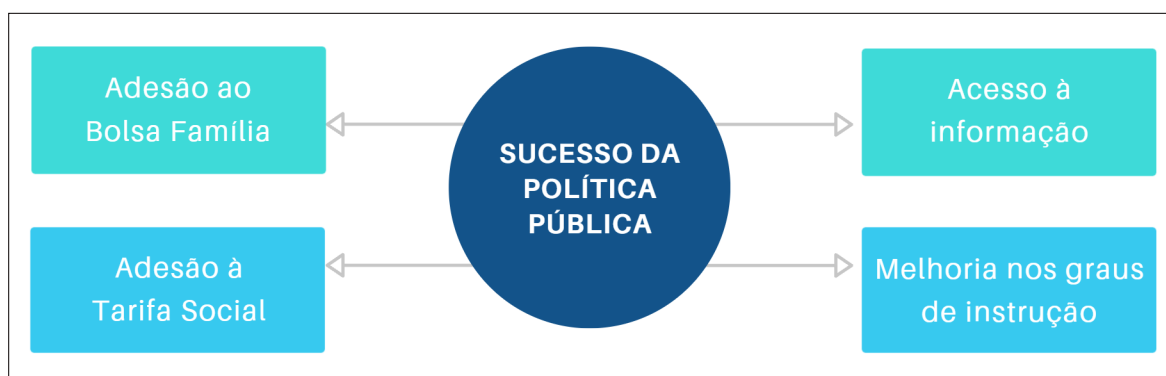 Adesão ao
Bolsa Família
Adesão à
Tarifa Social
SUCESSO DA
POLÍTICA
PÚBLICA
Acesso à
informação
Melhoria nos graus
de instrução